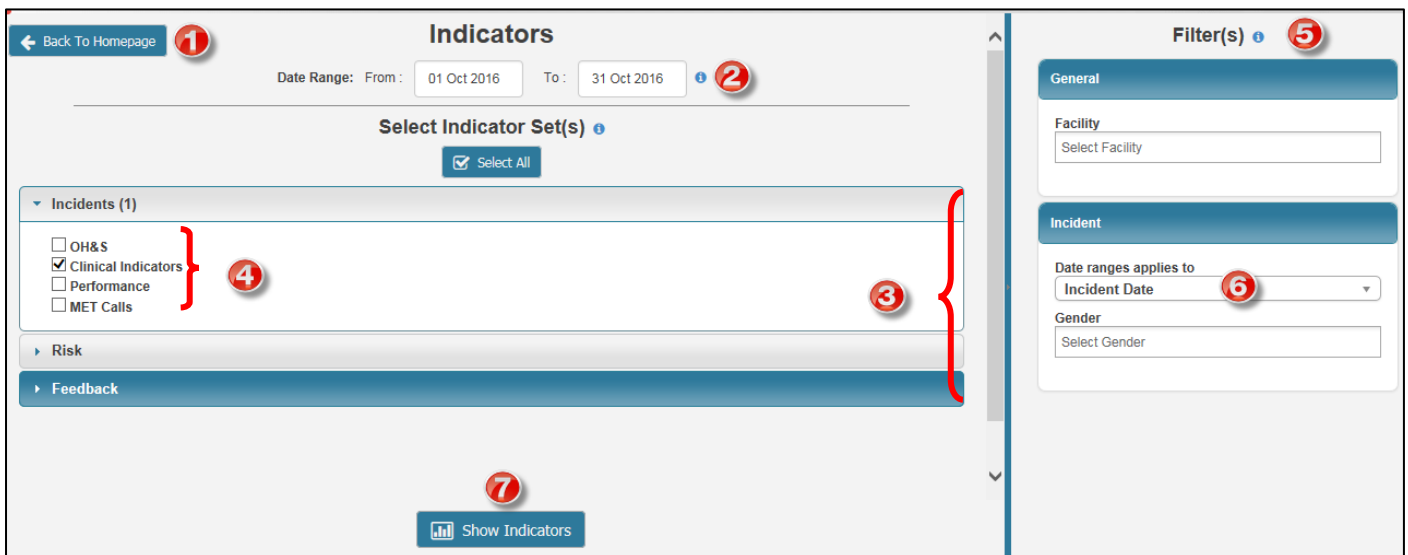 Back To Homepage
1
Indicators
Date Range: From : 01 Oct 2016 To : 31 Oct 2016
2
Select Indicator Set(s)
Select All
Incidents (1)
OH&S
Clinical Indicators
Performance
MET Calls
4
3
Risk
Feedback
7
Show Indicators
Filter(s)
5
General
Facility
Select Facility
Incident
Date ranges applies to
Incident Date
6
Gender
Select Gender